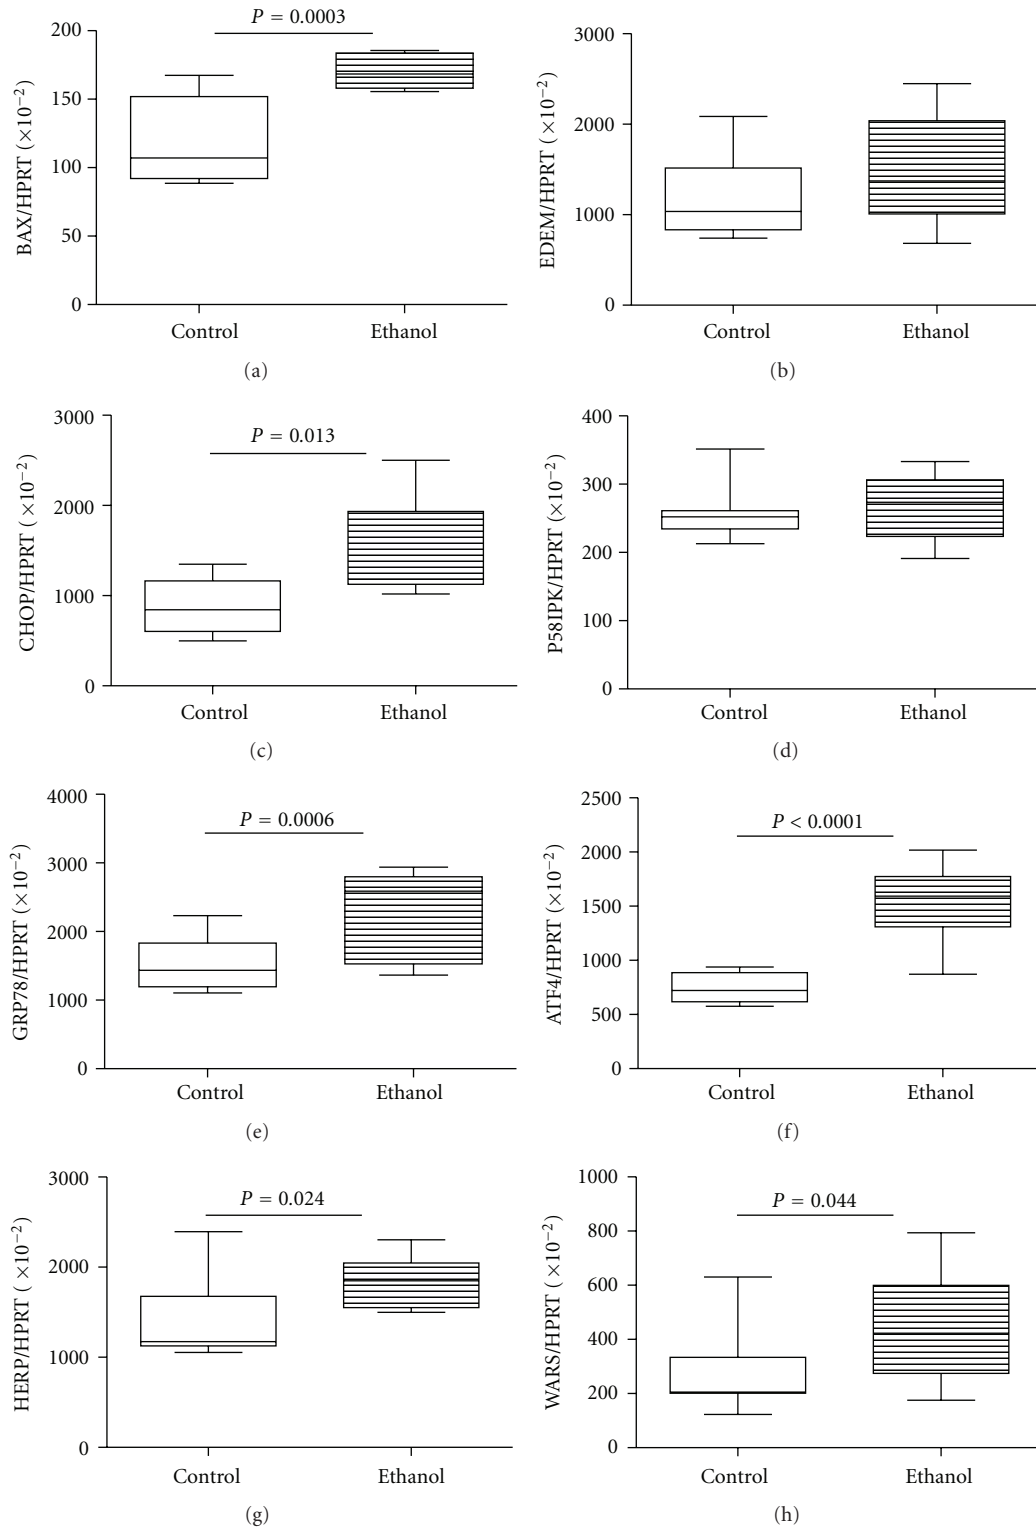 P = 0.0003
200
150
100
50
0
BAX/HPRT (×10⁻²)
Control Ethanol
(a)
3000
2000
1000
0
EDEM/HPRT (×10⁻²)
Control Ethanol
(b)
P = 0.013
3000
2000
1000
0
CHOP/HPRT (×10⁻²)
Control Ethanol
(c)
400
300
200
100
0
P58IPK/HPRT (×10⁻²)
Control Ethanol
(d)
P = 0.0006
4000
3000
2000
1000
0
GRP78/HPRT (×10⁻²)
Control Ethanol
(e)
P < 0.0001
2500
2000
1500
1000
500
0
ATF4/HPRT (×10⁻²)
Control Ethanol
(f)
P = 0.024
3000
2000
1000
0
HERP/HPRT (×10⁻²)
Control Ethanol
(g)
P = 0.044
1000
800
600
400
200
0
WARS/HPRT (×10⁻²)
Control Ethanol
(h)